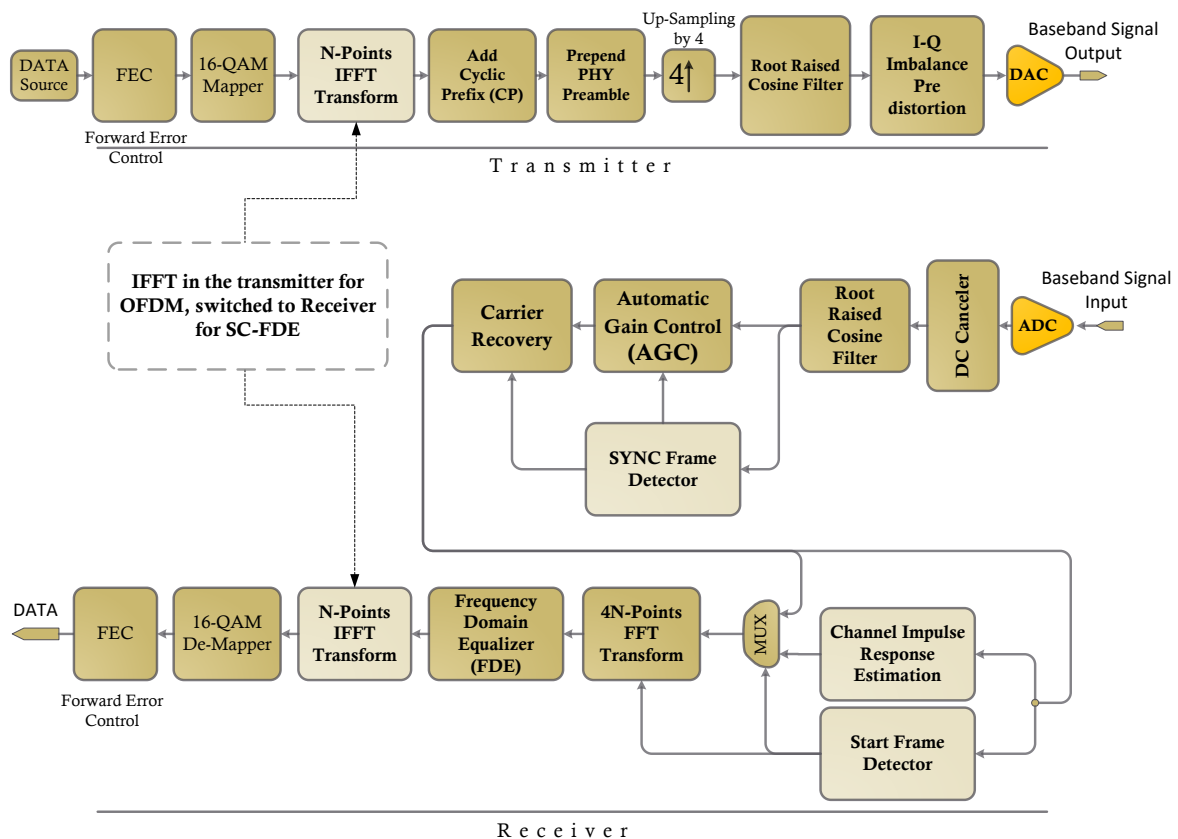 DATA
Source
FEC
Forward Error
Control
16-QAM
Mapper
N-Points
IFFT
Transform
Add
Cyclic
Prefix (CP)
Prepend
PHY
Preamble
Up-Sampling
by 4
4↑
Root Raised
Cosine Filter
I-Q
Imbalance
Pre
distortion
DAC
Baseband Signal
Output
Transmitter
IFFT in the transmitter for
OFDM, switched to Receiver
for SC-FDE
Carrier
Recovery
Automatic
Gain Control
(AGC)
Root
Raised
Cosine
Filter
DC Canceler
ADC
Baseband Signal
Input
SYNC Frame
Detector
DATA
FEC
Forward Error
Control
16-QAM
De-Mapper
N-Points
IFFT
Transform
Frequency
Domain
Equalizer
(FDE)
4N-Points
FFT
Transform
MUX
Channel Impulse
Response
Estimation
Start Frame
Detector
Receiver